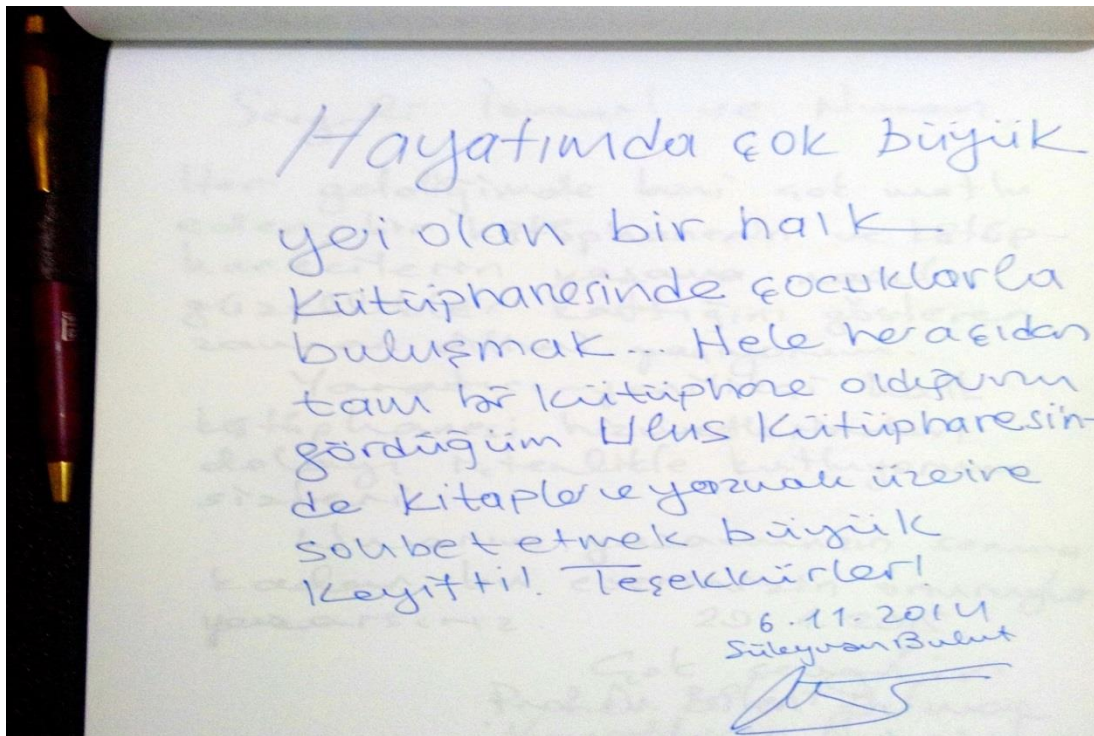 Hayatımda çok büyük
yei olan bir halk
kütüphanesinde çocuklarla
buluşmak... Hele her açıdan
tam bir kütüphane olduğunu
gördüğüm Ulus Kütüphanesin-
de kitaplar ve yazmak üzerine
sohbet etmek büyük
keyifti! Teşekkürler!
6.11.2014
Süleyman Bulut